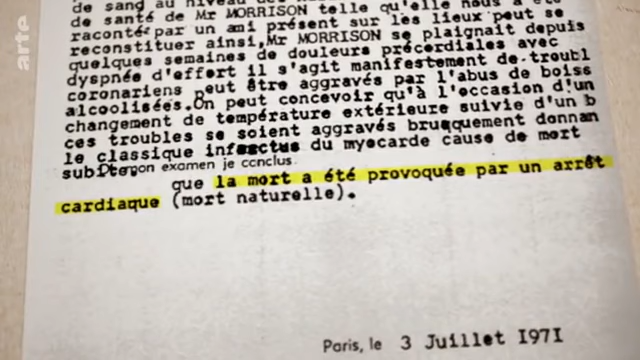 arte
de sang au niveau des
de santé de Mr MORRISON telle qu'elle nous a été
raconté par un ami présent sur les lieux peut se
reconstituer ainsi,Mr MORRISON se plaignait depuis
quelques semaines de douleurs précordiales avec
dyspnée d'effort il s'agit manifestement de troubl
coronariens peut être aggravés par l'abus de boiss
alcoolisées.On peut concevoir qu'à l'occasion d'un
changement de température extérieure suivie d'un b
ces troubles se soient aggravés brusquement donnan
le classique infarctus du myocarde cause de mort
subite.
De mon examen je conclus
que la mort a été provoquée par un arrêt
cardiaque (mort naturelle).
Paris, le 3 Juillet I97I